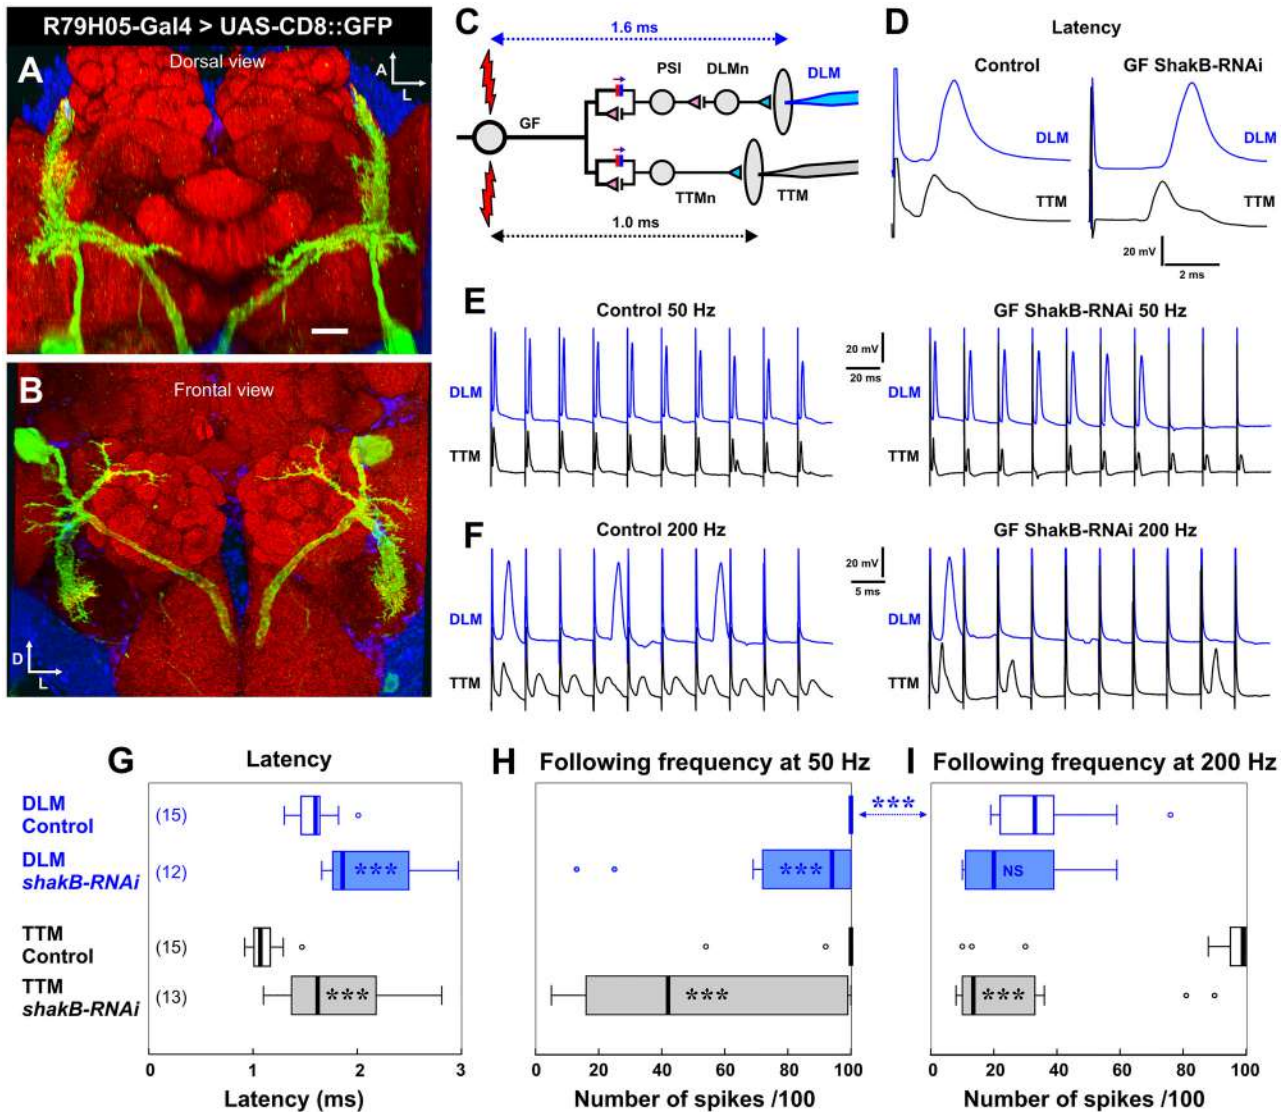 R79H05-Gal4 > UAS-CD8::GFP
A
Dorsal view
A
L
B
Frontal view
D
L
C
1.6 ms
PSI
DLMn
DLM
GF
TTMn
TTM
1.0 ms
D
Latency
Control
GF ShakB-RNAi
DLM
DLM
TTM
TTM
20 mV
2 ms
E
Control 50 Hz
GF ShakB-RNAi 50 Hz
20 mV
20 ms
DLM
DLM
TTM
TTM
F
Control 200 Hz
GF ShakB-RNAi 200 Hz
20 mV
5 ms
DLM
DLM
TTM
TTM
G
Latency
DLM
Control
(15)
DLM
shakB-RNAi
(12)
***
TTM
Control
(15)
TTM
shakB-RNAi
(13)
***
0 1 2 3
Latency (ms)
H
Following frequency at 50 Hz
***
***
***
0 20 40 60 80 100
Number of spikes /100
I
Following frequency at 200 Hz
NS
***
0 20 40 60 80 100
Number of spikes /100